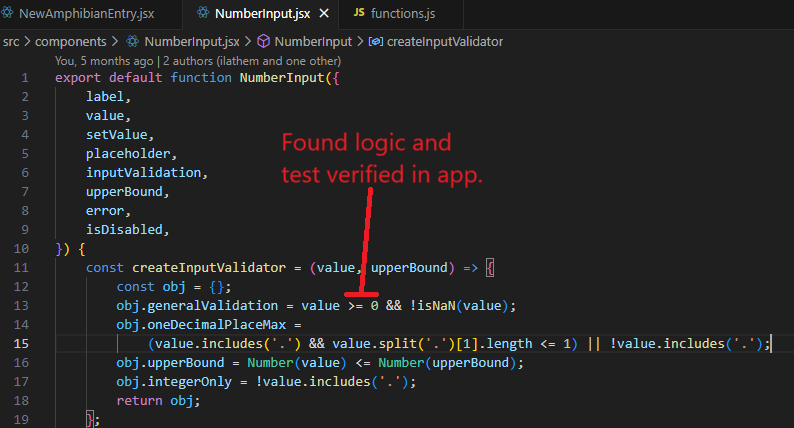 NewAmphibianEntry.jsx NumberInput.jsx × JS functions.js
src > components > NumberInput.jsx > NumberInput > createInputValidator
You, 5 months ago | 2 authors (ilathem and one other)
1 export default function NumberInput({
2 label,
3 value,
4 setValue,
5 placeholder,
6 inputValidation,
7 upperBound,
8 error,
9 isDisabled,
10 }) {
Found logic and
test verified in app.
11 const createInputValidator = (value, upperBound) => {
12 const obj = {};
13 obj.generalValidation = value >= 0 && !isNaN(value);
14 obj.oneDecimalPlaceMax =
15 (value.includes('.') && value.split('.')[1].length <= 1) || !value.includes('.');
16 obj.upperBound = Number(value) <= Number(upperBound);
17 obj.integerOnly = !value.includes('.');
18 return obj;
19 };